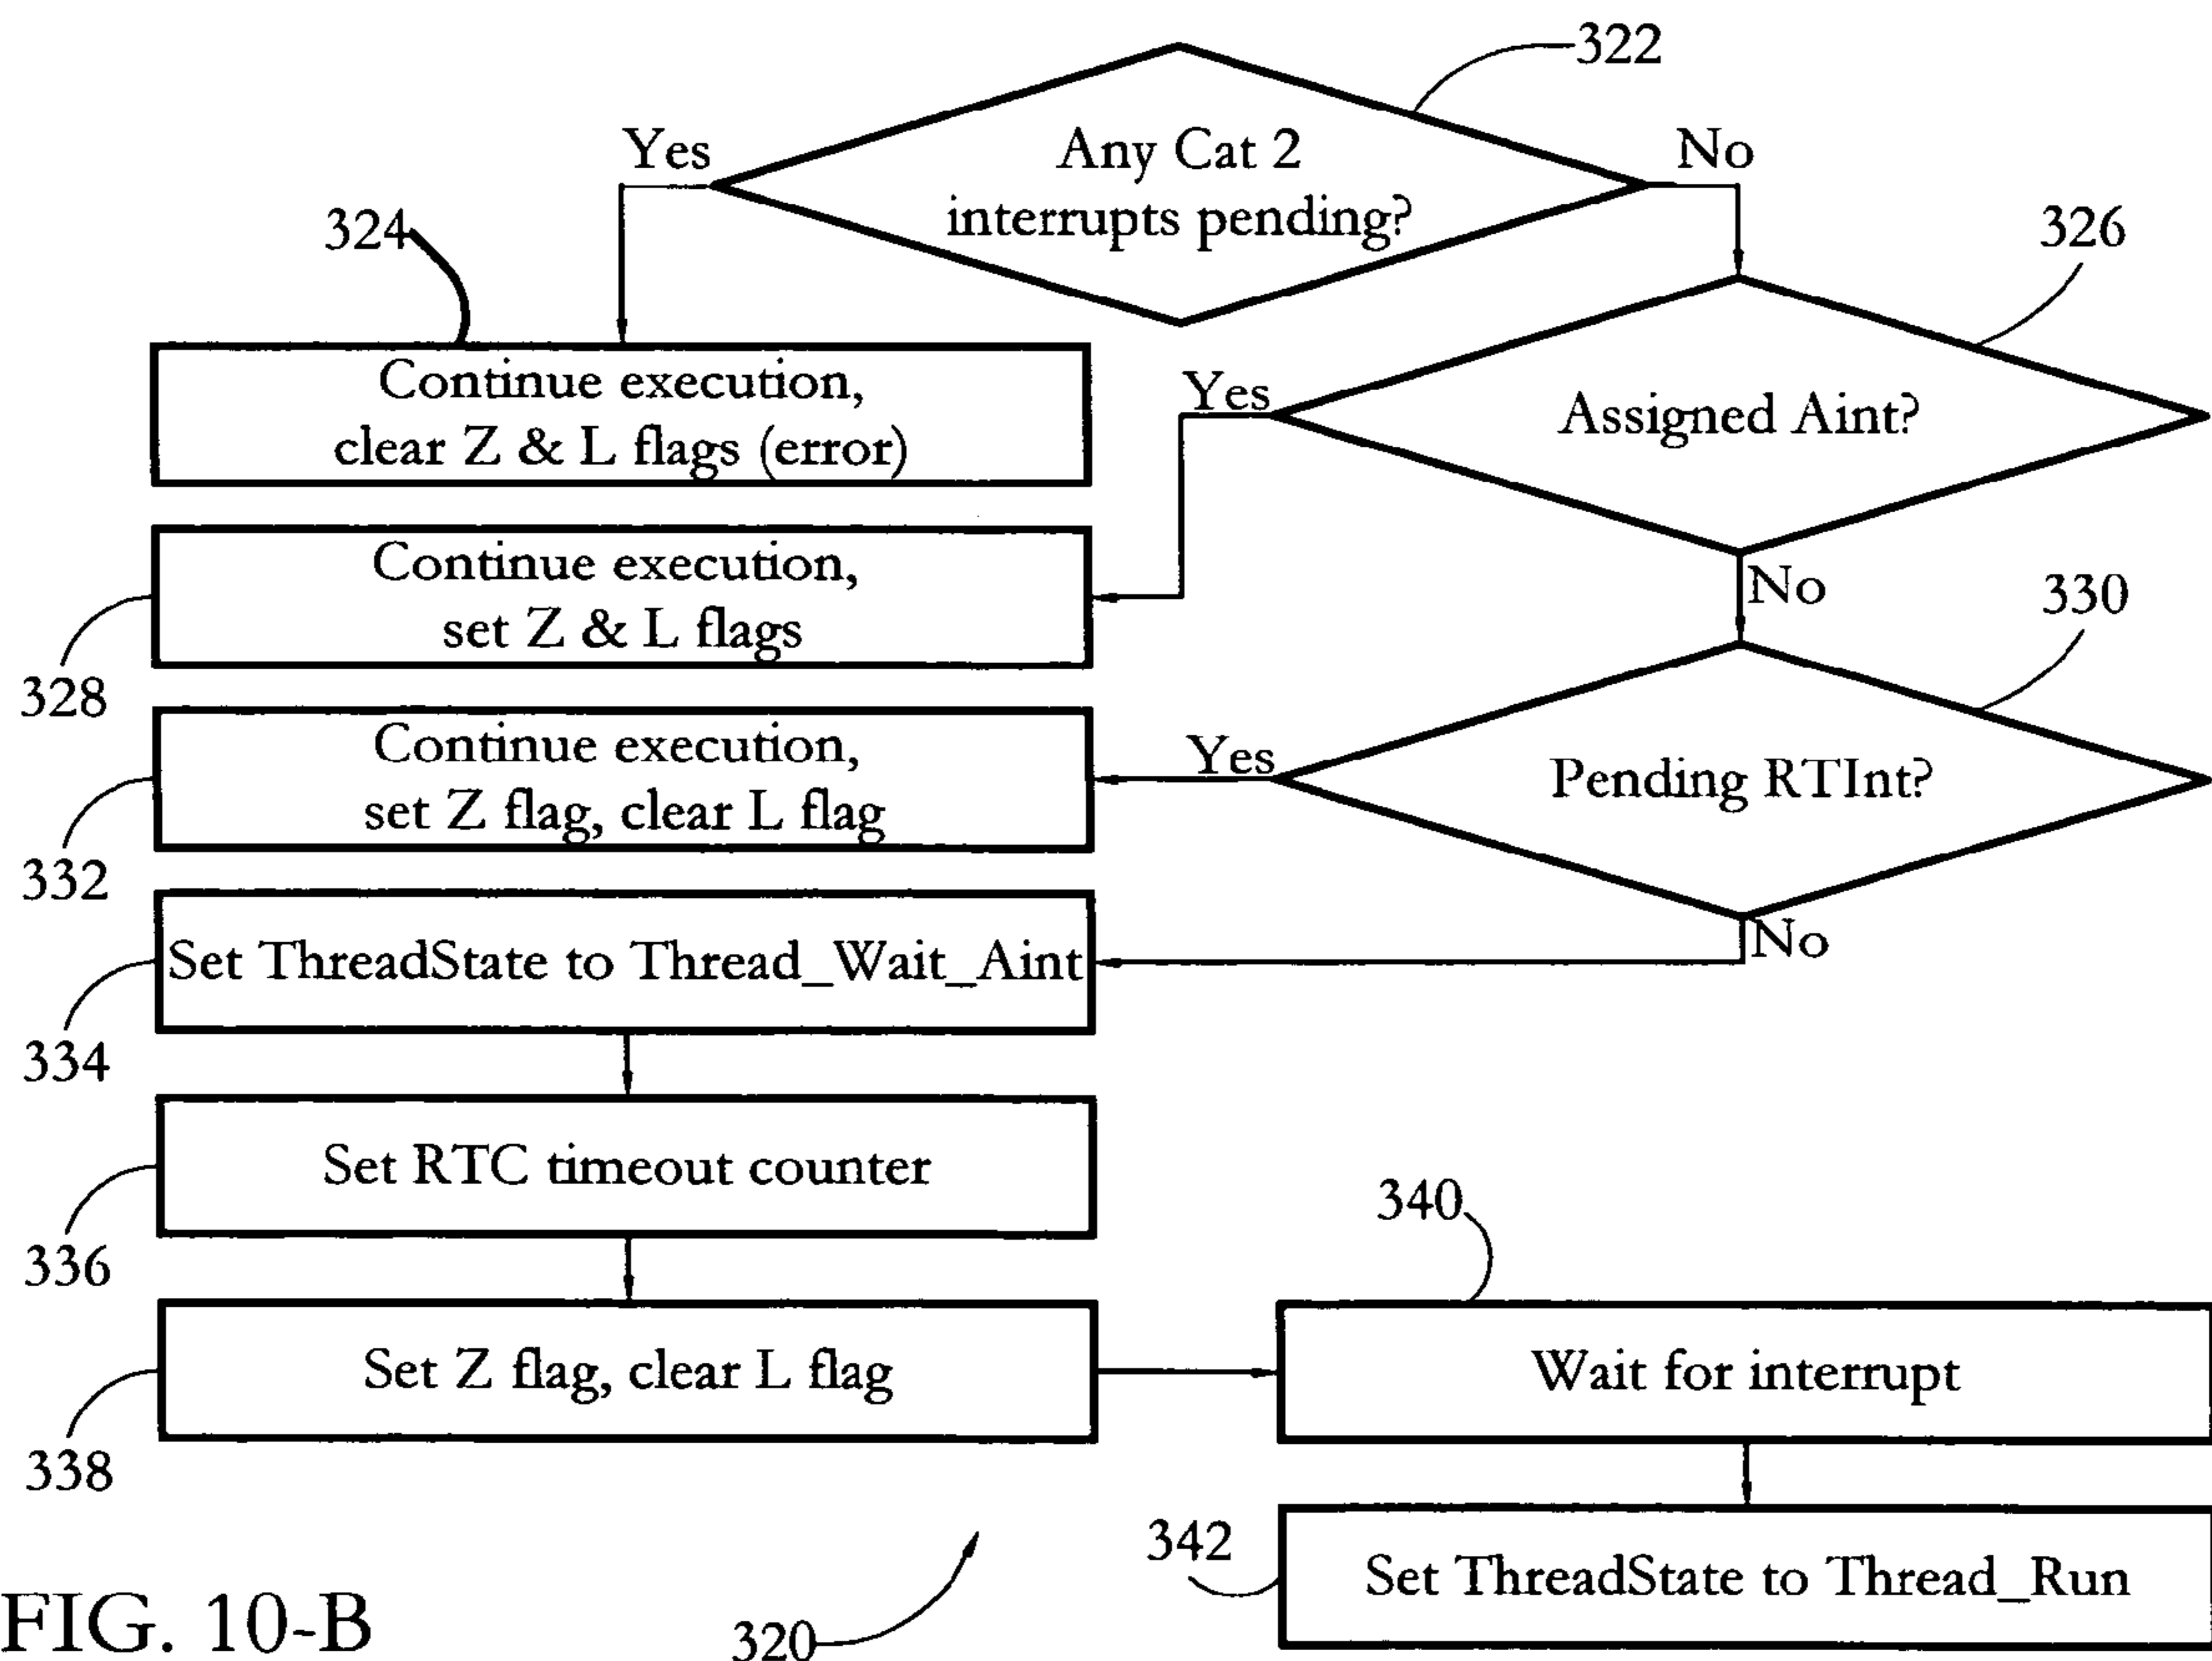 322
Any Cat 2
interrupts pending?
Yes
No
324
326
Continue execution,
clear Z & L flags (error)
Yes
Assigned Aint?
Continue execution,
set Z & L flags
328
No
330
Continue execution,
set Z flag, clear L flag
332
Yes
Pending RTInt?
No
Set ThreadState to Thread_Wait_Aint
334
Set RTC timeout counter
336
340
Set Z flag, clear L flag
338
Wait for interrupt
342
Set ThreadState to Thread_Run
FIG. 10-B
320